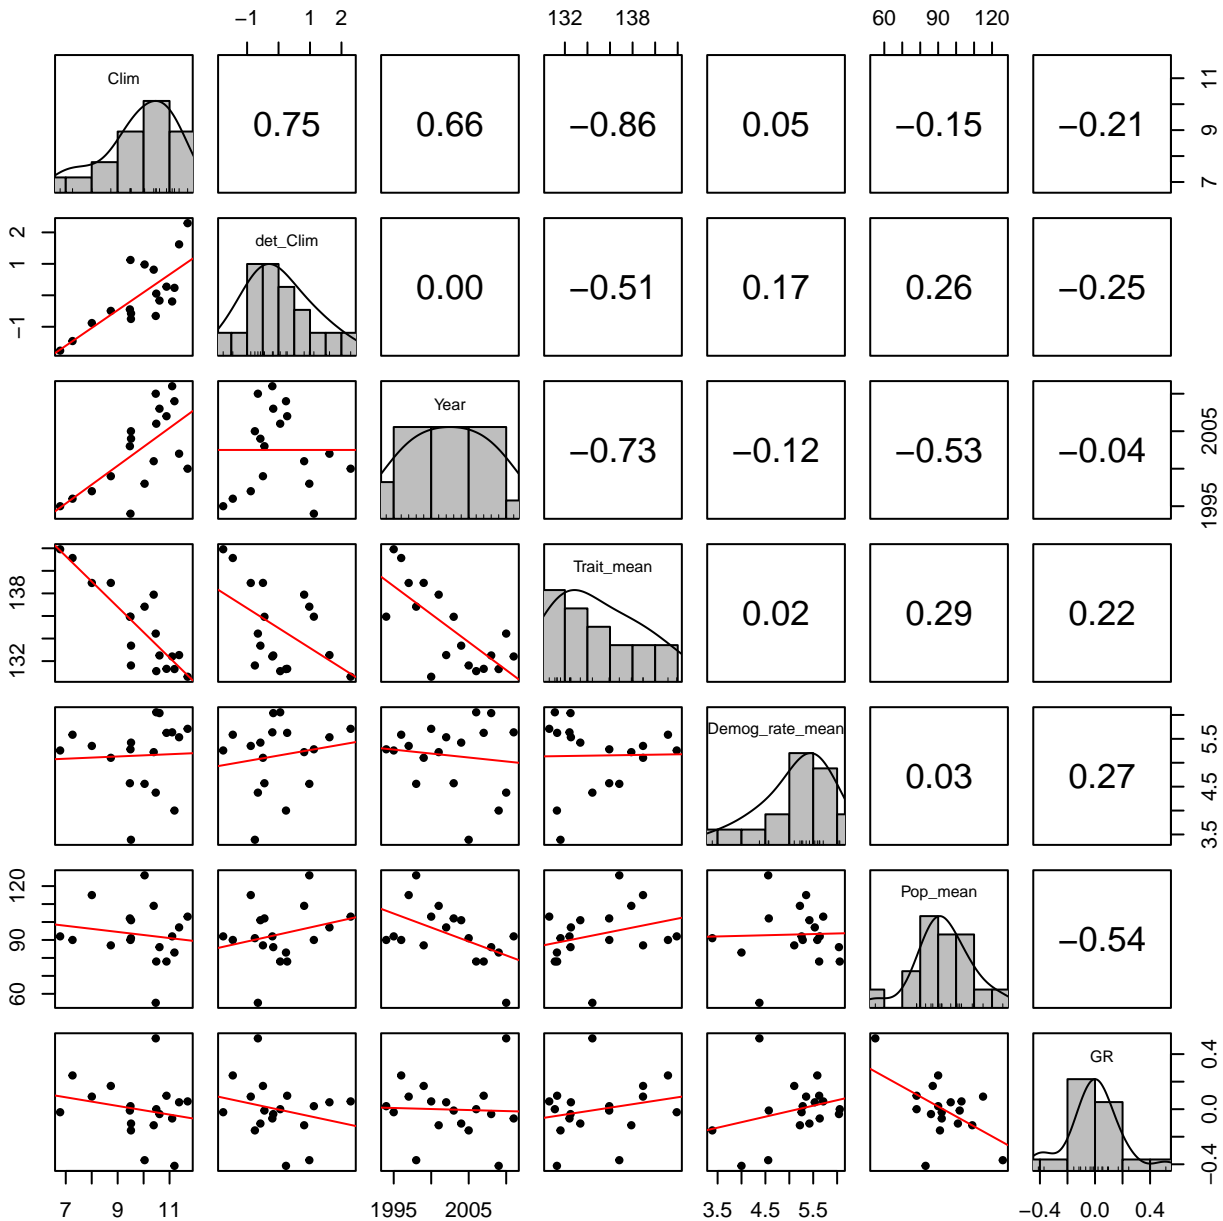 −1 1 2 132 138 60 90 120
Clim 0.75 0.66 −0.86 0.05 −0.15 −0.21 7 9 11
−1 1 2 det_Clim 0.00 −0.51 0.17 0.26 −0.25
Year −0.73 −0.12 −0.53 −0.04 1995 2005
132 138 Trait_mean 0.02 0.29 0.22
Demog_rate_mean 0.03 0.27 3.5 4.5 5.5
60 90 120 Pop_mean −0.54
GR −0.4 0.0 0.4
7 9 11 1995 2005 3.5 4.5 5.5 −0.4 0.0 0.4